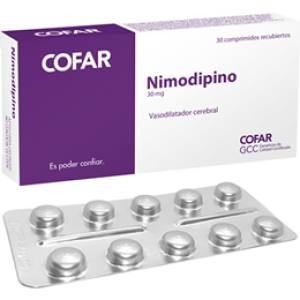 30 comprimidos recubiertos
COFAR
Nimodipino
30 mg
Vasodilatador cerebral
Es poder confiar.
COFAR
GCC